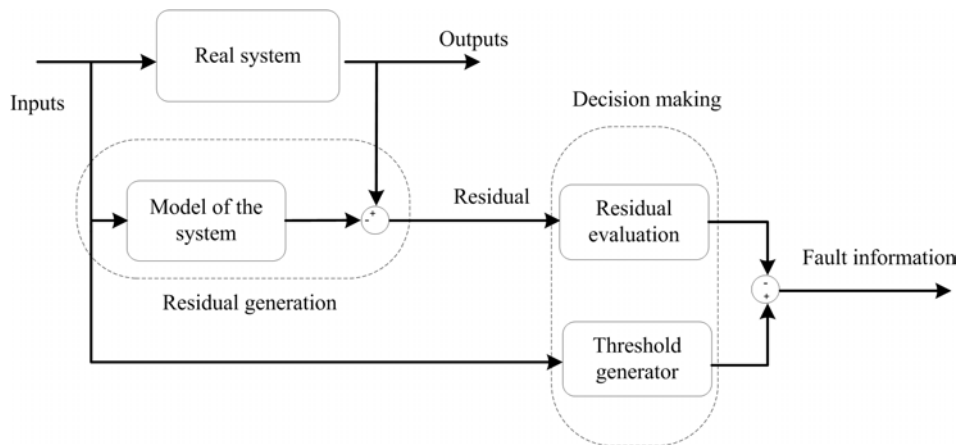 Real system
Outputs
Inputs
Decision making
Model of the
system
-
+
Residual
Residual
evaluation
Residual generation
Fault information
-
+
Threshold
generator